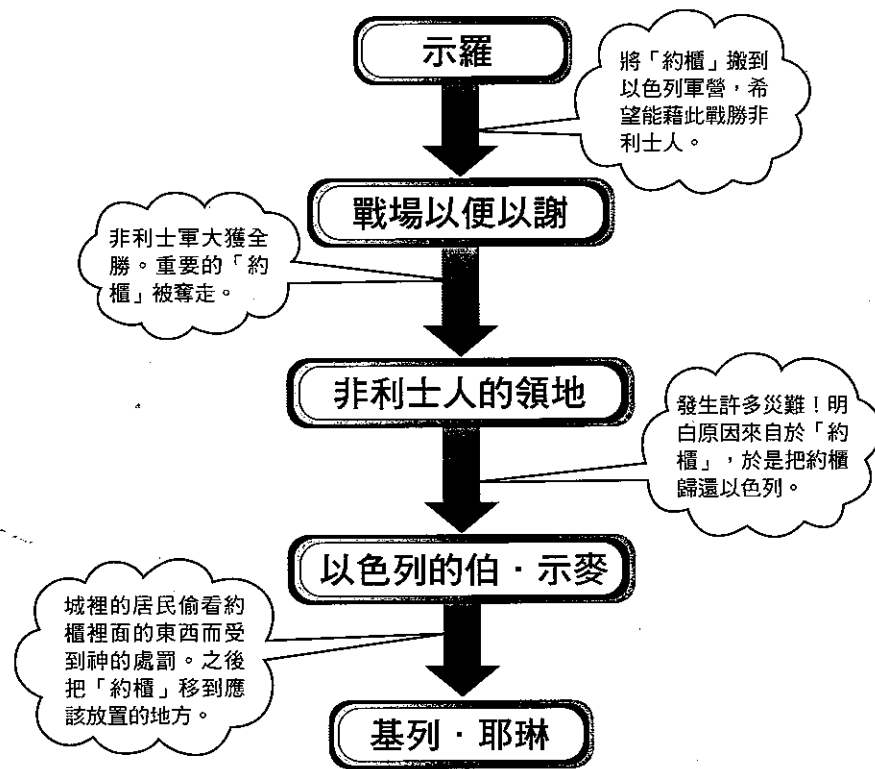 示羅
將「約櫃」搬到
以色列軍營，希
望能藉此戰勝非
利士人。
戰場以便以謝
非利士軍大獲全
勝。重要的「約
櫃」被奪走。
非利士人的領地
發生許多災難！明
白原因來自於「約
櫃」，於是把約櫃
歸還以色列。
以色列的伯．示麥
城裡的居民偷看約
櫃裡面的東西而受
到神的處罰。之後
把「約櫃」移到應
該放置的地方。
基列．耶琳